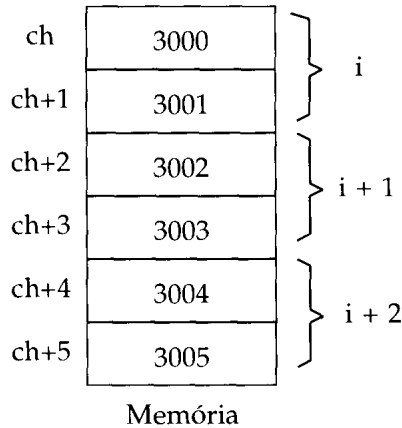 ch 3000
i
ch+1 3001
ch+2 3002
i + 1
ch+3 3003
ch+4 3004
i + 2
ch+5 3005
Memória